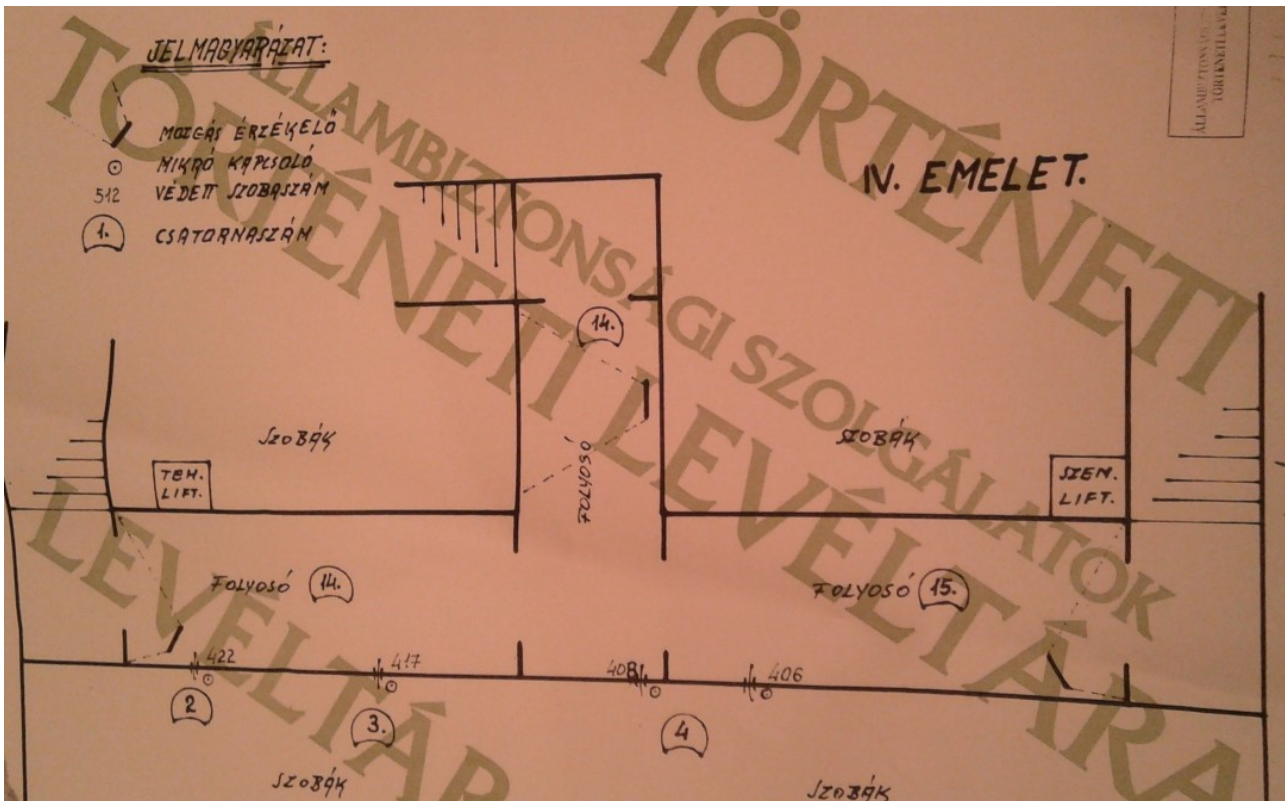 JELMAGYARÁZAT:
MOZGÁS ÉRZÉKELŐ
MIKRÓ KAPCSOLÓ
512 VÉDETT SZOBASZÁM
1. CSATORNASZÁM
IV. EMELET.
ÁLLAMBIZTONSÁGI SZOLGÁLATOK
TÖRTÉNETI LEVÉLTÁRA
TÖRTÉNETI
LEVÉLTÁR
14.
SZOBÁK
SZOBÁK
FOLYOSÓ
TEH.
LIFT.
SZEM.
LIFT.
FOLYOSÓ 14.
FOLYOSÓ 15.
422
417
408
406
2
3.
4
SZOBÁK
SZOBÁK